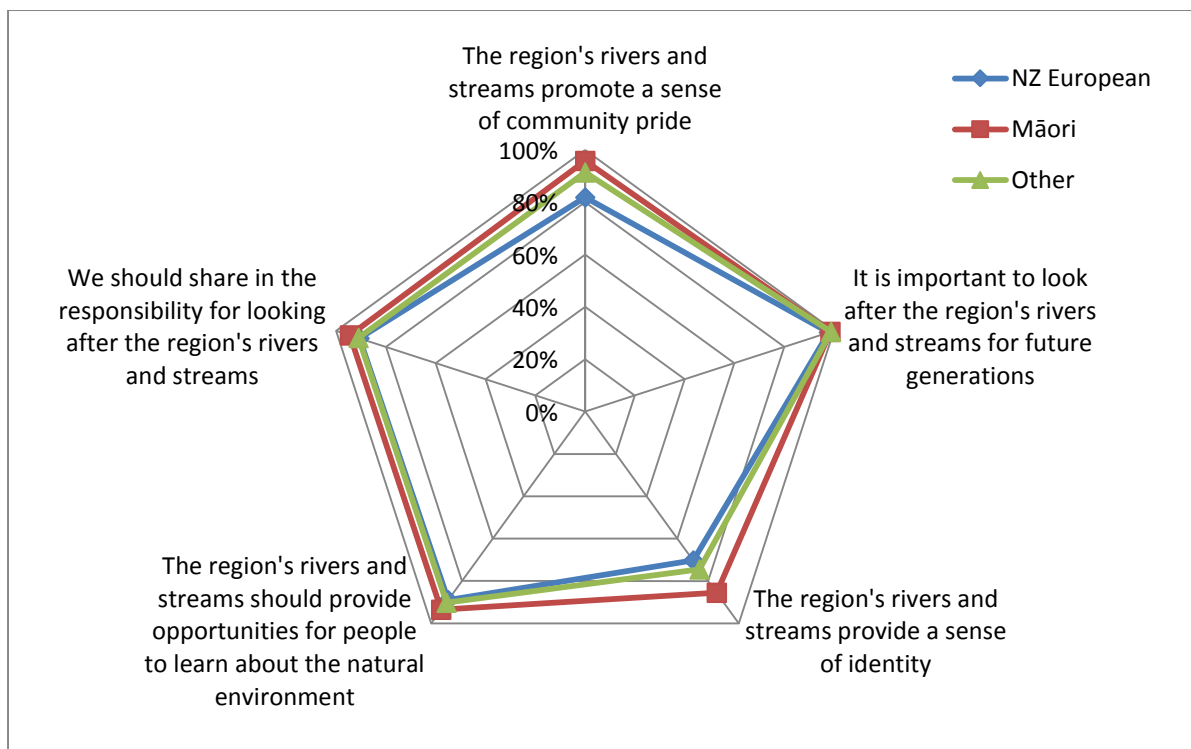 The region's rivers and
streams promote a sense
of community pride
NZ European
Māori
Other
100%
80%
60%
40%
20%
0%
It is important to look
after the region's rivers
and streams for future
generations
The region's rivers and
streams provide a sense
of identity
The region's rivers and
streams should provide
opportunities for people
to learn about the natural
environment
We should share in the
responsibility for looking
after the region's rivers
and streams